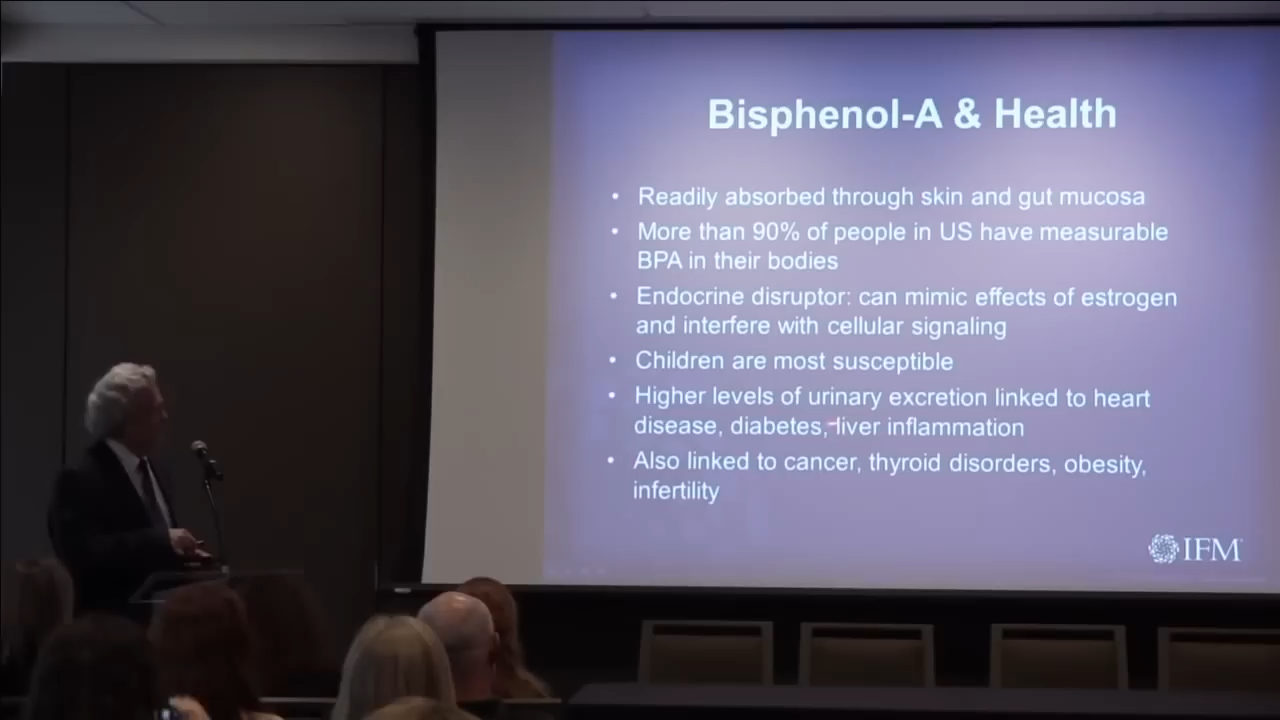 Bisphenol-A & Health
• Readily absorbed through skin and gut mucosa
• More than 90% of people in US have measurable
BPA in their bodies
• Endocrine disruptor: can mimic effects of estrogen
and interfere with cellular signaling
• Children are most susceptible
• Higher levels of urinary excretion linked to heart
disease, diabetes, liver inflammation
• Also linked to cancer, thyroid disorders, obesity,
infertility
IFM